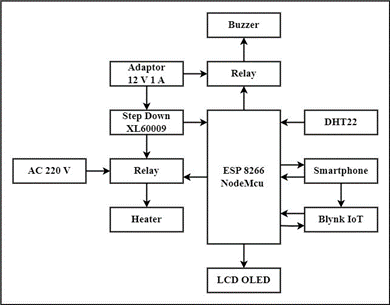 Buzzer
Adaptor
12 V 1 A
Relay
Step Down
XL60009
DHT22
ESP 8266
NodeMcu
AC 220 V
Relay
Smartphone
Heater
Blynk IoT
LCD OLED